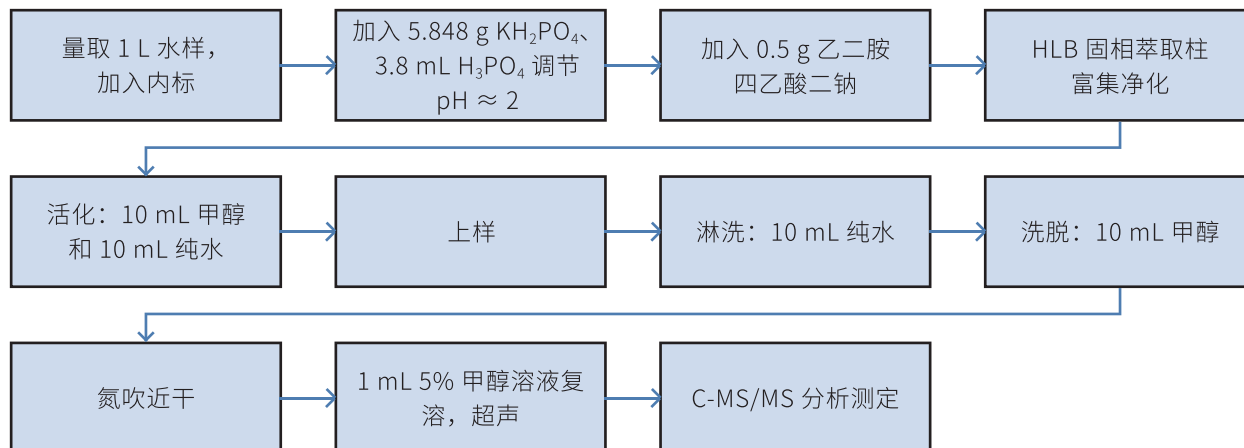 量取 1 L 水样，
加入内标
加入 5.848 g KH₂PO₄、
3.8 mL H₃PO₄ 调节
pH ≈ 2
加入 0.5 g 乙二胺
四乙酸二钠
HLB 固相萃取柱
富集净化
活化：10 mL 甲醇
和 10 mL 纯水
上样
淋洗：10 mL 纯水
洗脱：10 mL 甲醇
氮吹近干
1 mL 5% 甲醇溶液复
溶，超声
C-MS/MS 分析测定